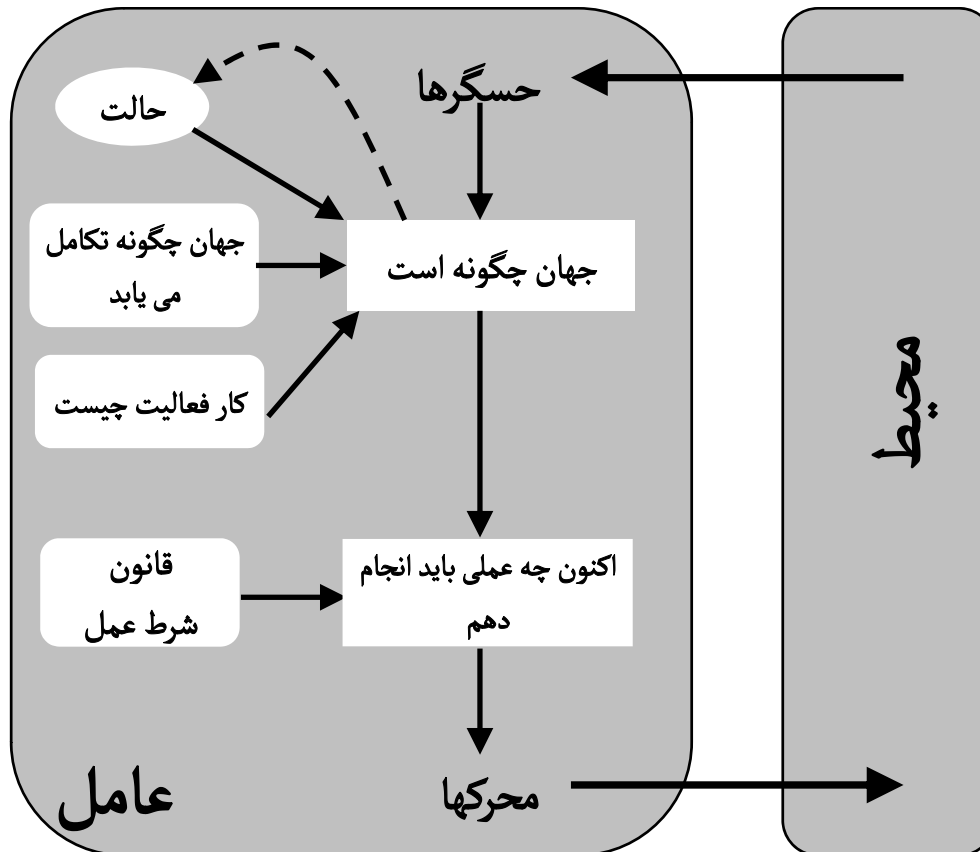 حسگرها
حالت
جهان چگونه تکامل
می یابد
جهان چگونه است
کار فعالیت چیست
محیط
قانون
شرط عمل
اکنون چه عملی باید انجام
دهم
محرکها
عامل